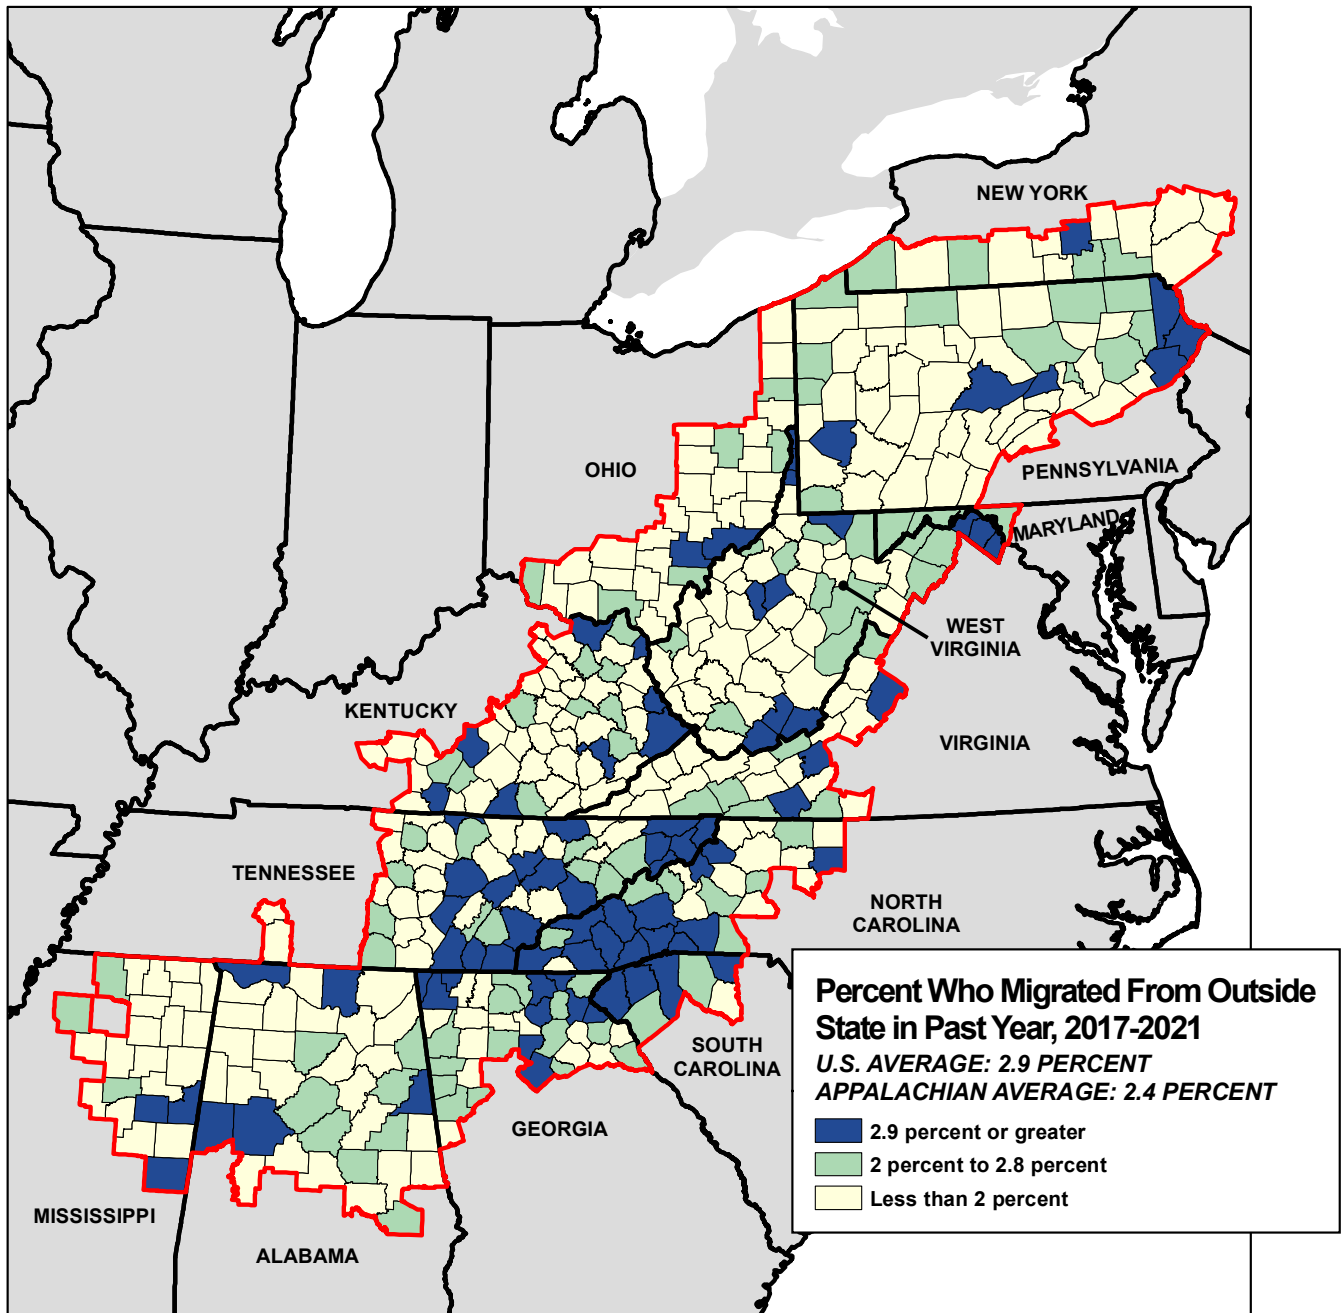 NEW YORK
OHIO
PENNSYLVANIA
MARYLAND
WEST
VIRGINIA
KENTUCKY
VIRGINIA
TENNESSEE
NORTH
CAROLINA
SOUTH
CAROLINA
GEORGIA
MISSISSIPPI
ALABAMA
Percent Who Migrated From Outside
State in Past Year, 2017-2021
U.S. AVERAGE: 2.9 PERCENT
APPALACHIAN AVERAGE: 2.4 PERCENT
2.9 percent or greater
2 percent to 2.8 percent
Less than 2 percent